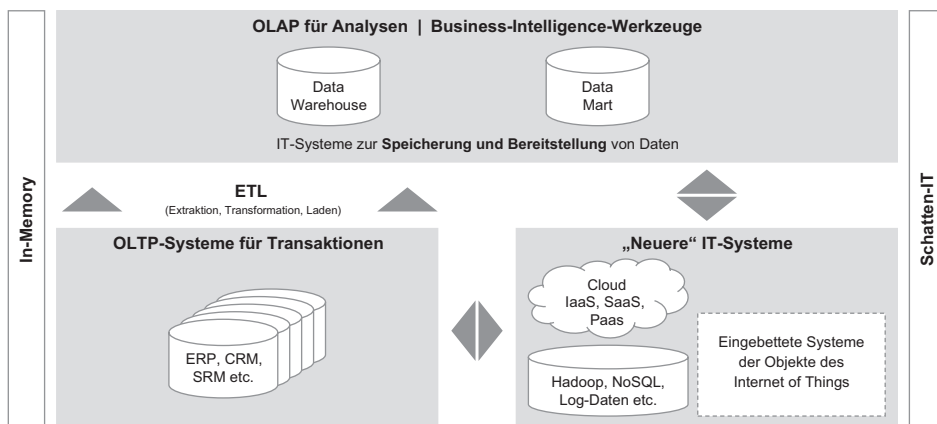 OLAP für Analysen | Business-Intelligence-Werkzeuge
Data
Warehouse
Data
Mart
IT-Systeme zur Speicherung und Bereitstellung von Daten
In-Memory
Schatten-IT
ETL
(Extraktion, Transformation, Laden)
OLTP-Systeme für Transaktionen
ERP, CRM,
SRM etc.
„Neuere“ IT-Systeme
Cloud
IaaS, SaaS,
Paas
Hadoop, NoSQL,
Log-Daten etc.
Eingebettete Systeme
der Objekte des
Internet of Things